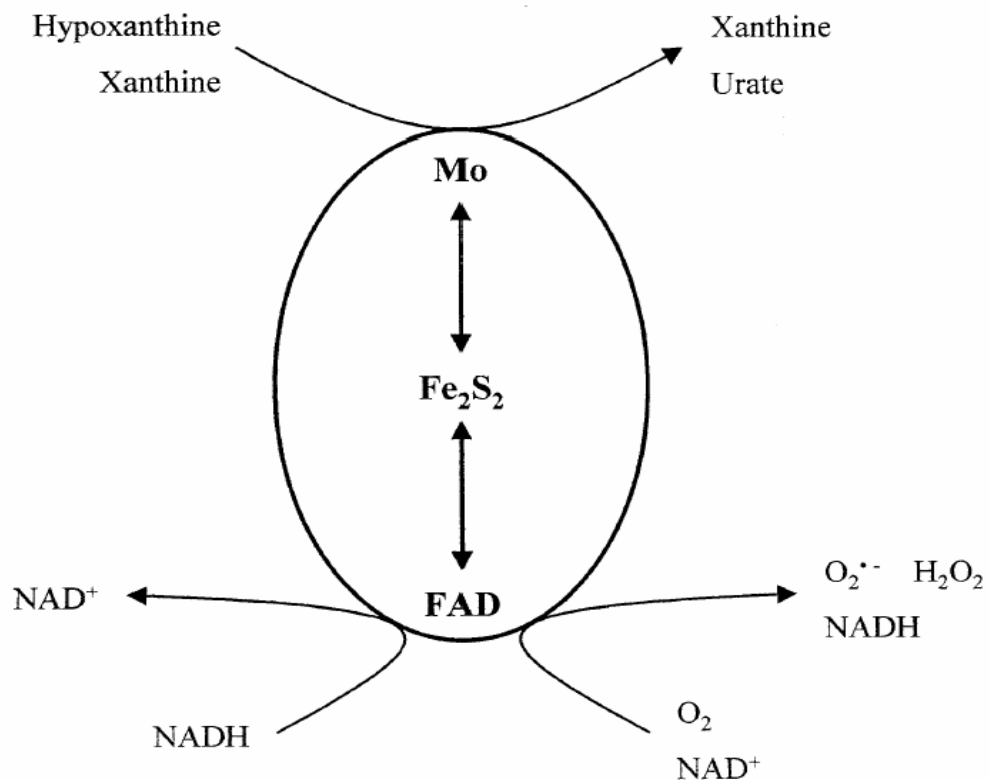 Hypoxanthine
Xanthine
Xanthine
Urate
Mo
Fe₂S₂
FAD
NAD⁺
NADH
O₂•⁻ H₂O₂
NADH
O₂
NAD⁺